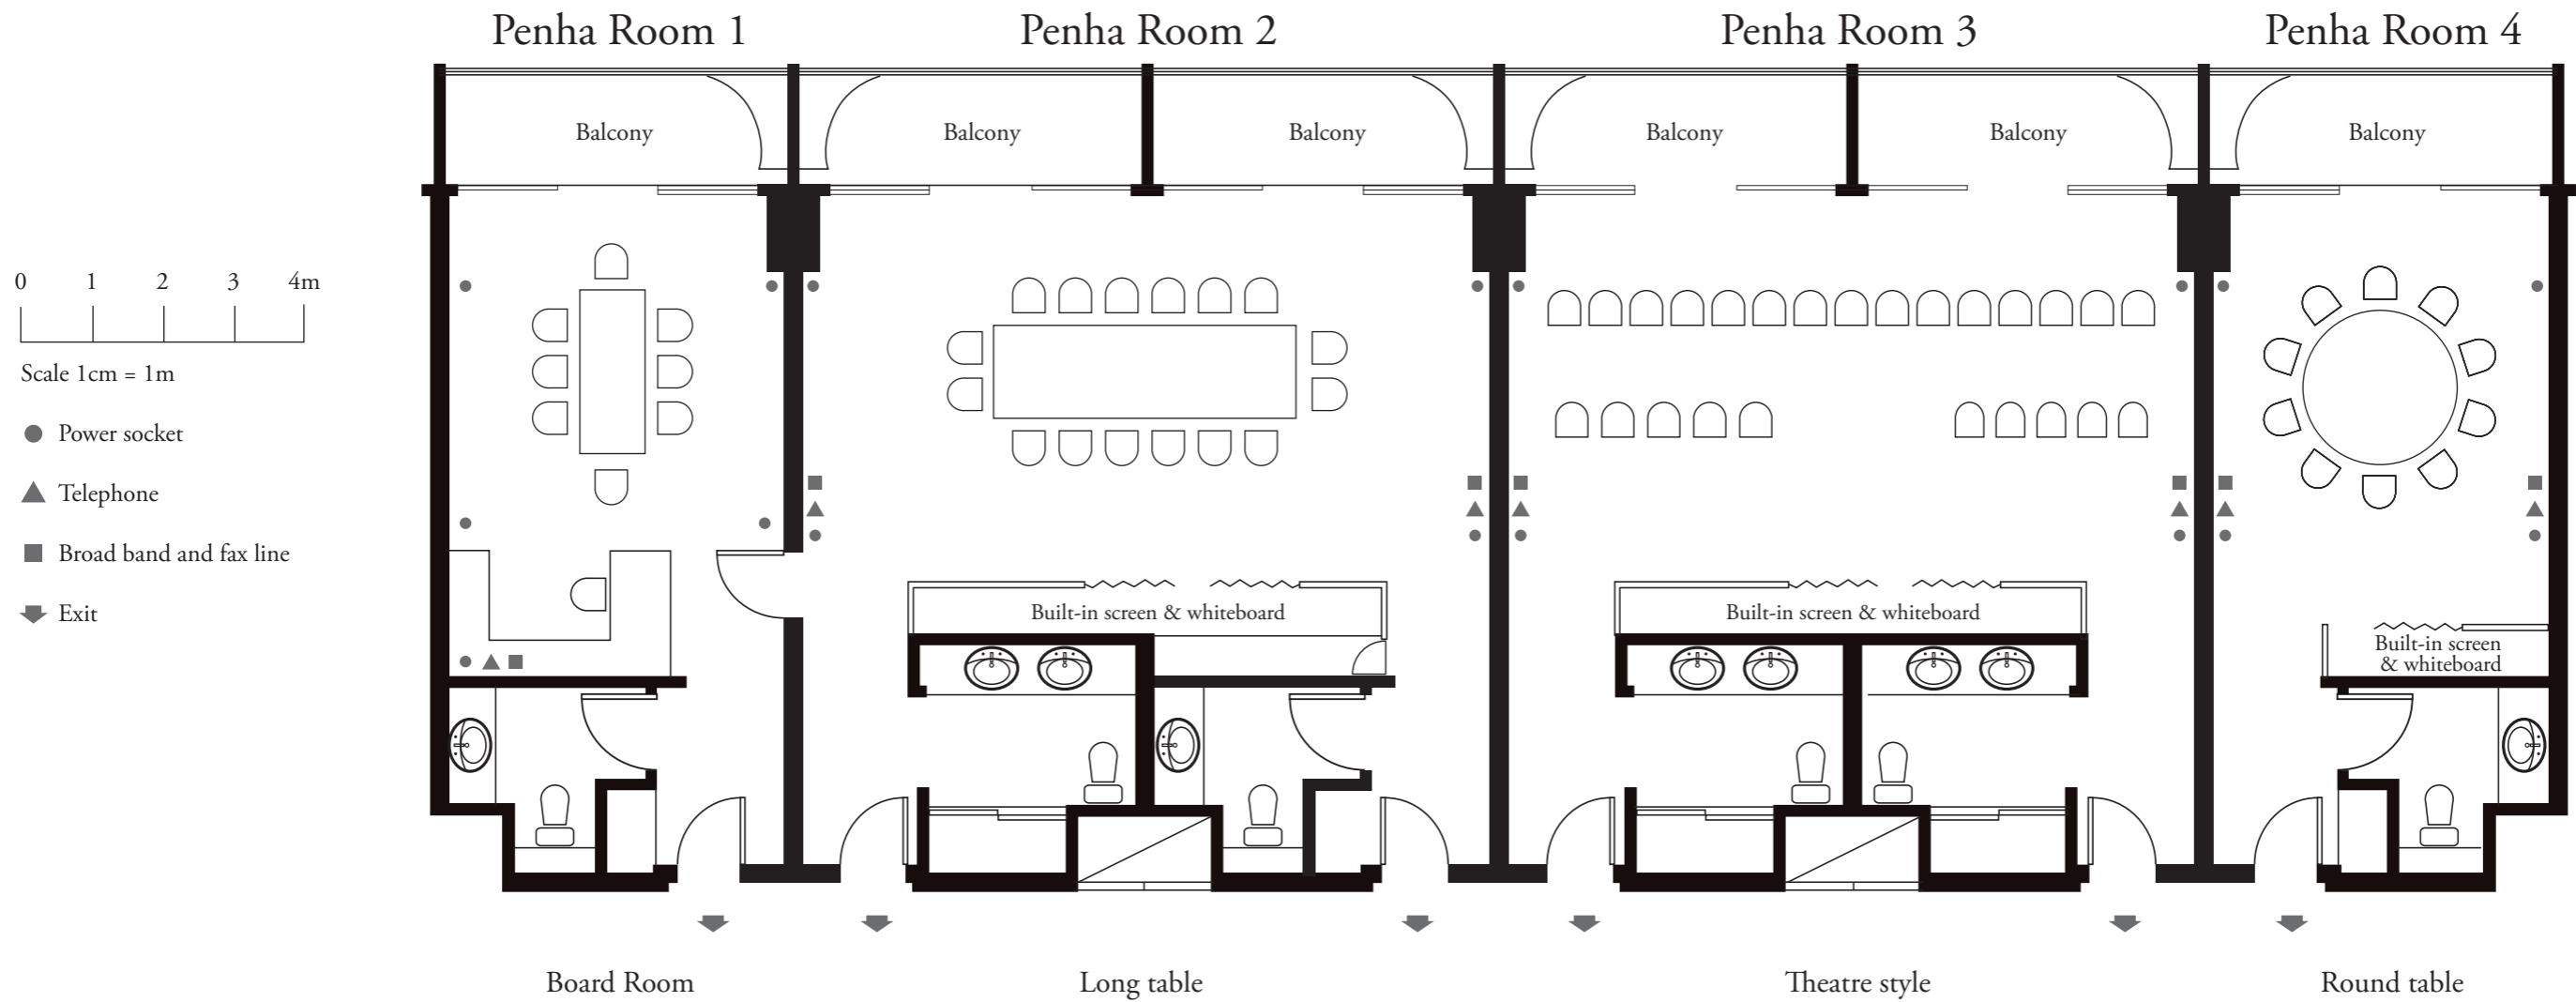 Penha Room 1
Penha Room 2
Penha Room 3
Penha Room 4
Balcony
Balcony
Balcony
Balcony
Balcony
Balcony
0 1 2 3 4m
Scale 1cm = 1m
Power socket
Telephone
Broad band and fax line
Exit
Built-in screen & whiteboard
Built-in screen & whiteboard
Built-in screen
& whiteboard
Board Room
Long table
Theatre style
Round table